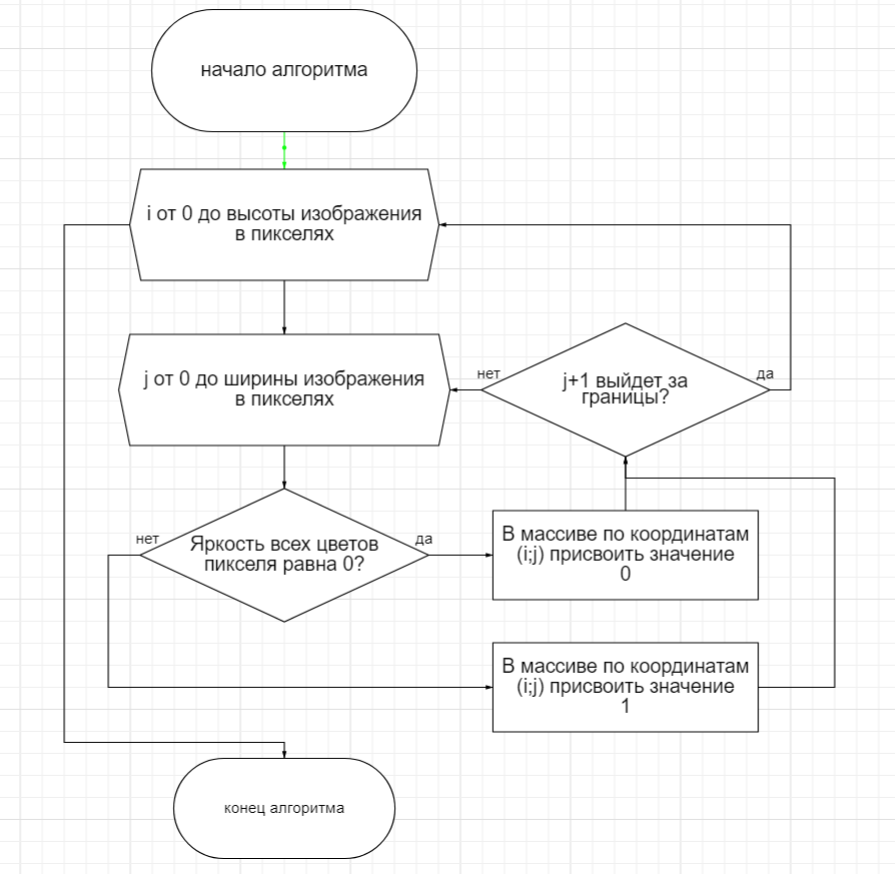 начало алгоритма
i от 0 до высоты изображения
в пикселях
j от 0 до ширины изображения
в пикселях
нет
j+1 выйдет за
границы?
да
нет
Яркость всех цветов
пикселя равна 0?
да
В массиве по координатам
(i;j) присвоить значение
0
В массиве по координатам
(i;j) присвоить значение
1
конец алгоритма